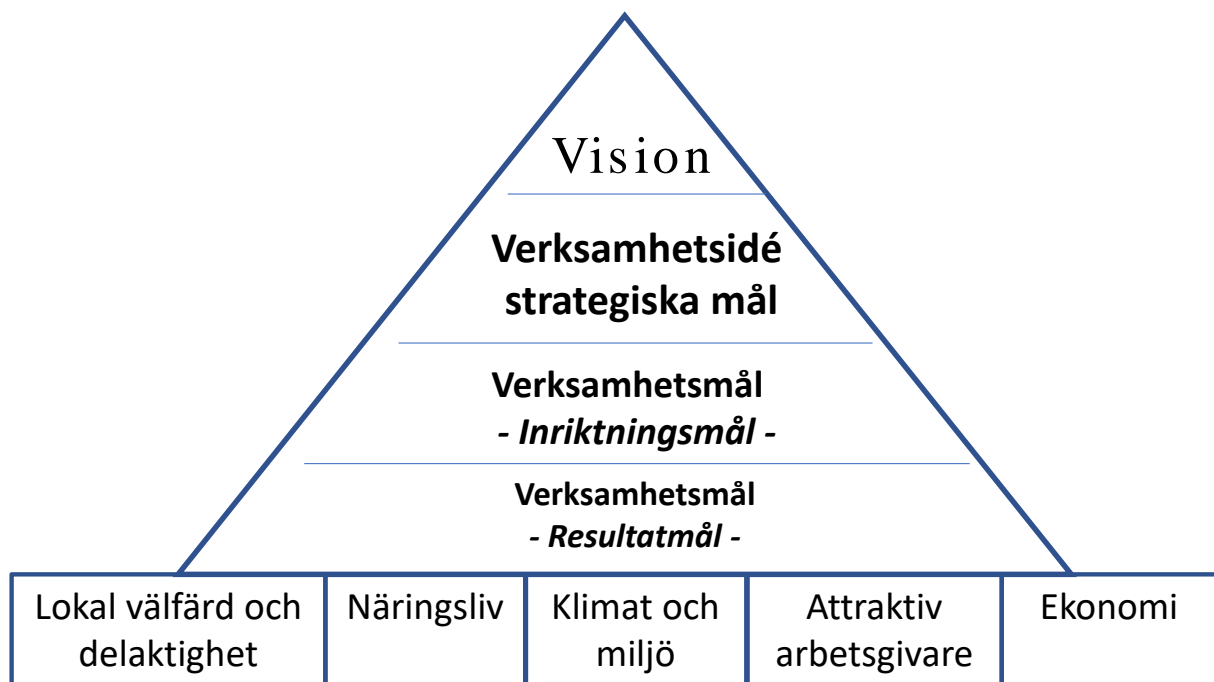 Vision
Verksamhetsidé
strategiska mål
Verksamhetsmål
- Inriktningsmål -
Verksamhetsmål
- Resultatmål -
Lokal välfärd och
delaktighet
Näringsliv
Klimat och
miljö
Attraktiv
arbetsgivare
Ekonomi